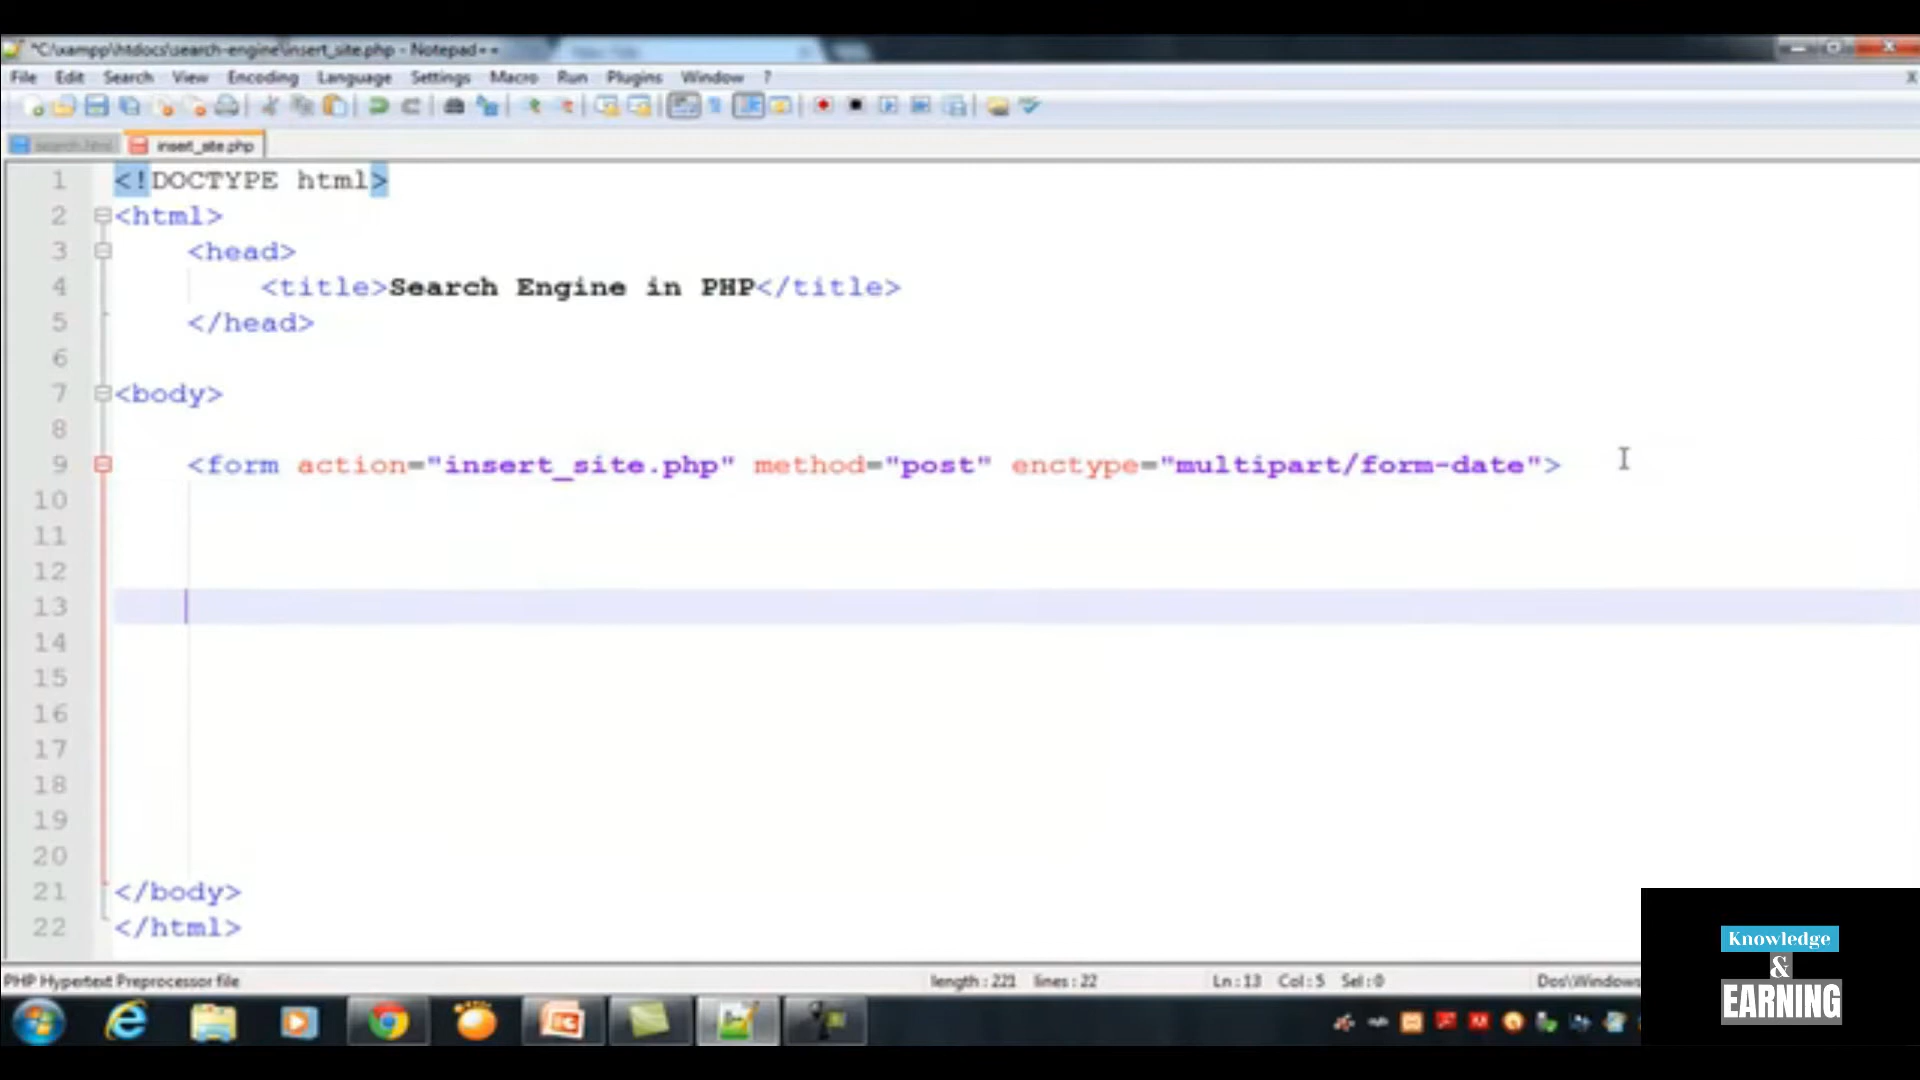 *C:\xampp\htdocs\search-engine\insert_site.php - Notepad++
File Edit Search View Encoding Language Settings Macro Run Plugins Window ?
X
search.html insert_site.php
1 <!DOCTYPE html>
2 <html>
3 <head>
4 <title>Search Engine in PHP</title>
5 </head>
6
7 <body>
8
9 <form action="insert_site.php" method="post" enctype="multipart/form-date">
10
11
12
13
14
15
16
17
18
19
20
21 </body>
22 </html>
PHP Hypertext Preprocessor file length : 221 lines : 22 Ln : 13 Col : 5 Sel : 0 Dos\Windows
Knowledge
&
EARNING